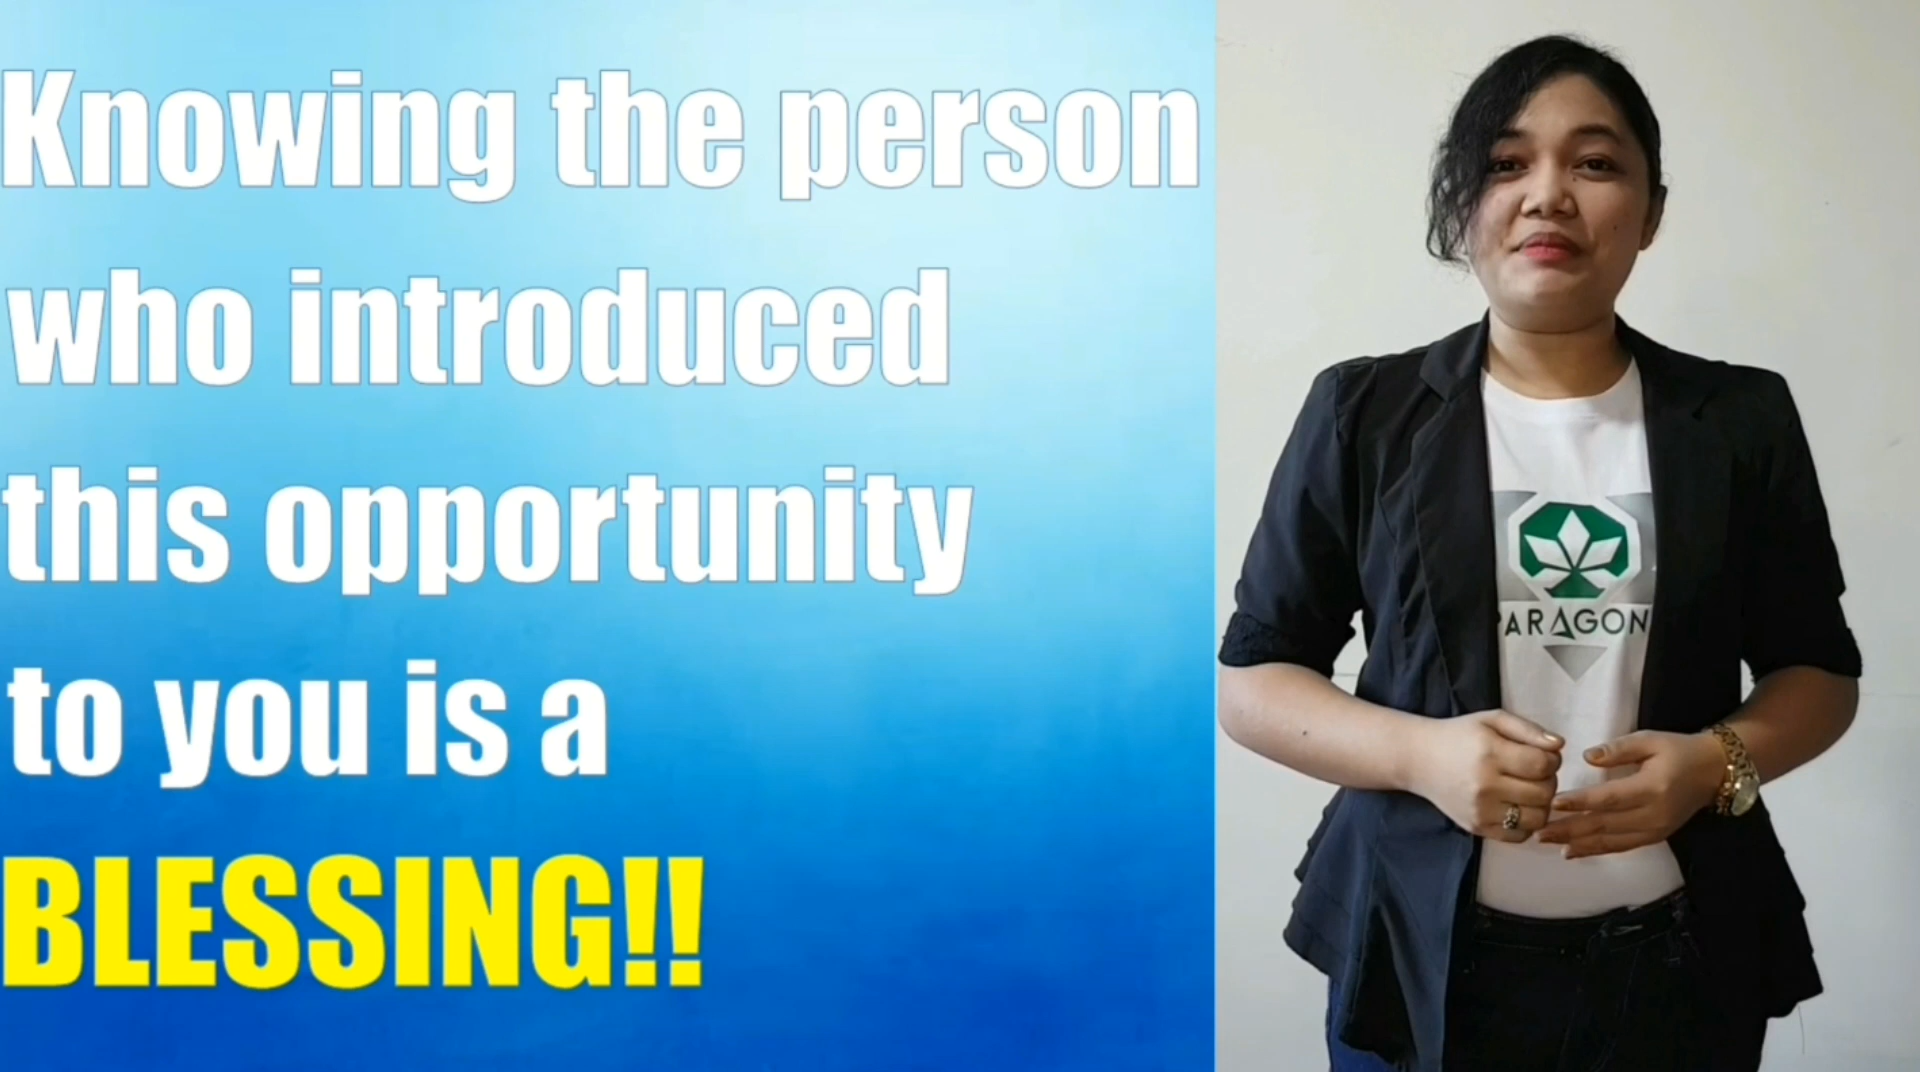 Knowing the person
who introduced
this opportunity
to you is a
BLESSING!!
PARAGON